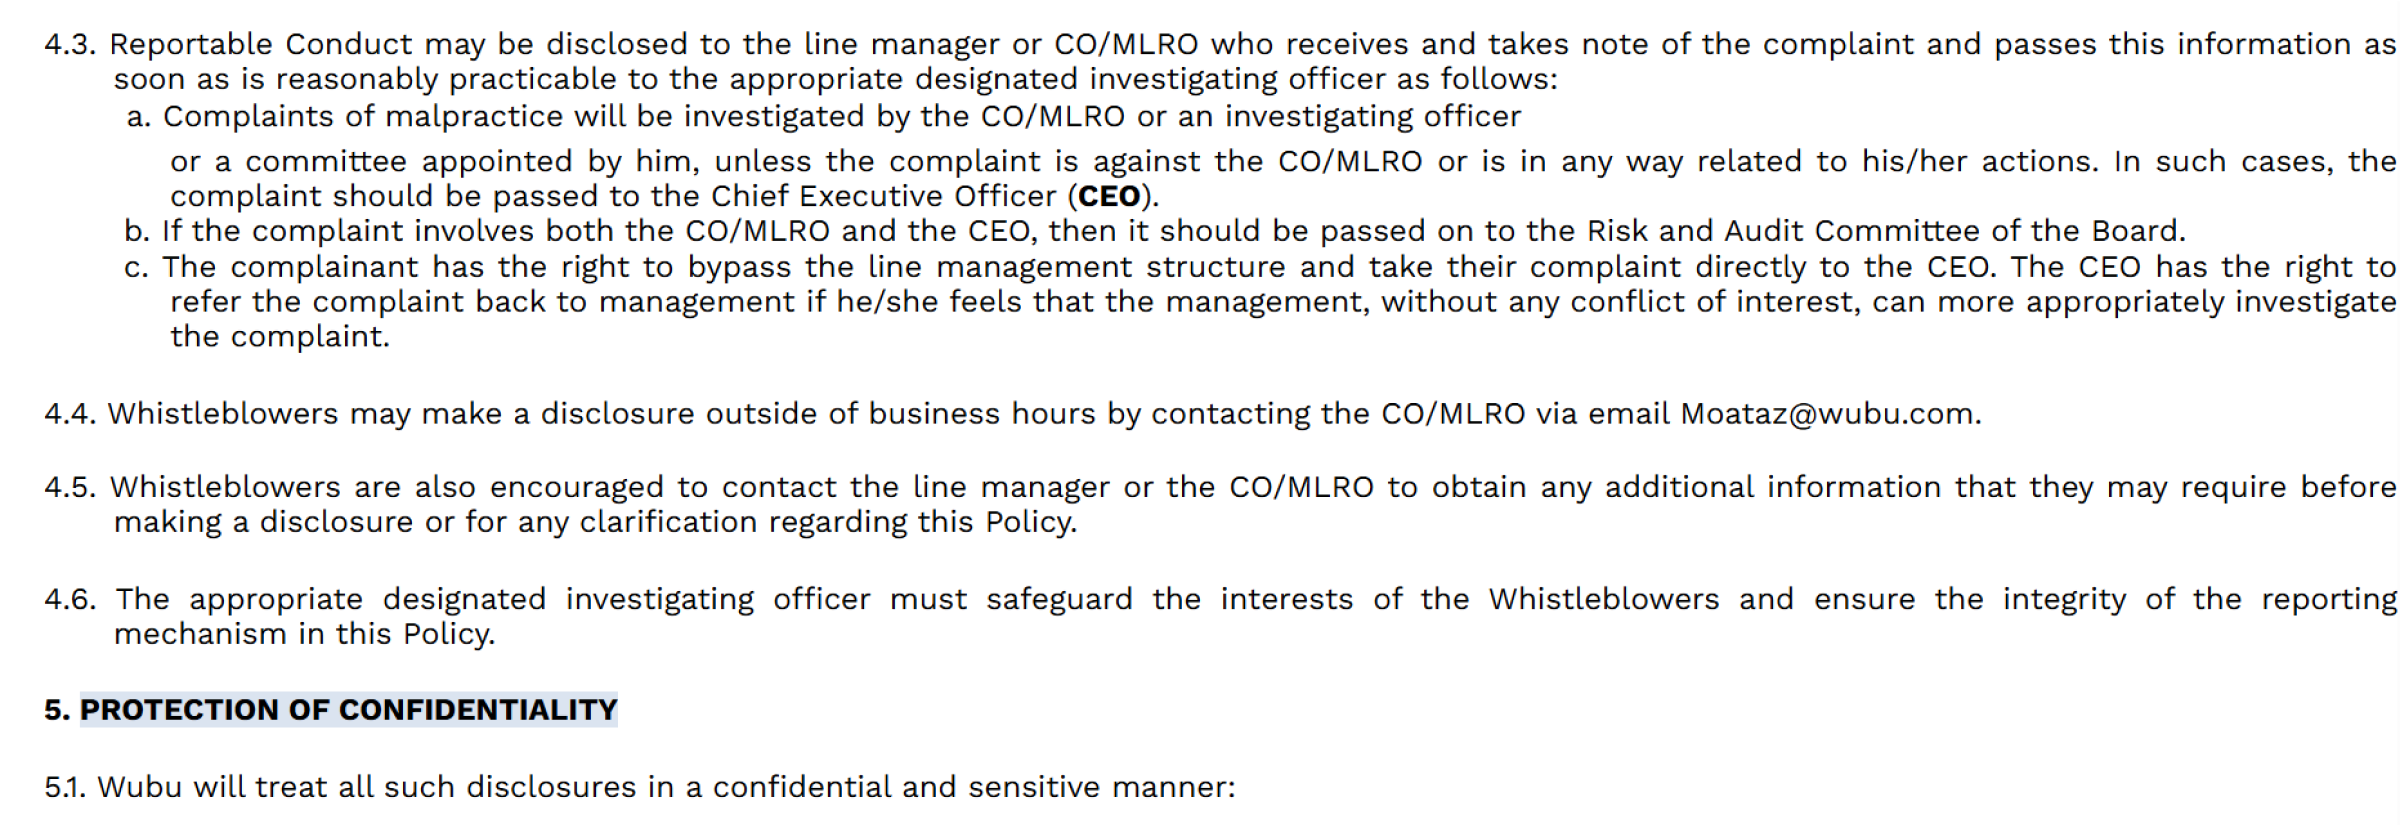 4.3. Reportable Conduct may be disclosed to the line manager or CO/MLRO who receives and takes note of the complaint and passes this information as
soon as is reasonably practicable to the appropriate designated investigating officer as follows:
a. Complaints of malpractice will be investigated by the CO/MLRO or an investigating officer
or a committee appointed by him, unless the complaint is against the CO/MLRO or is in any way related to his/her actions. In such cases, the
complaint should be passed to the Chief Executive Officer (CEO).
b. If the complaint involves both the CO/MLRO and the CEO, then it should be passed on to the Risk and Audit Committee of the Board.
c. The complainant has the right to bypass the line management structure and take their complaint directly to the CEO. The CEO has the right to
refer the complaint back to management if he/she feels that the management, without any conflict of interest, can more appropriately investigate
the complaint.
4.4. Whistleblowers may make a disclosure outside of business hours by contacting the CO/MLRO via email Moataz@wubu.com.
4.5. Whistleblowers are also encouraged to contact the line manager or the CO/MLRO to obtain any additional information that they may require before
making a disclosure or for any clarification regarding this Policy.
4.6. The appropriate designated investigating officer must safeguard the interests of the Whistleblowers and ensure the integrity of the reporting
mechanism in this Policy.
5. PROTECTION OF CONFIDENTIALITY
5.1. Wubu will treat all such disclosures in a confidential and sensitive manner: